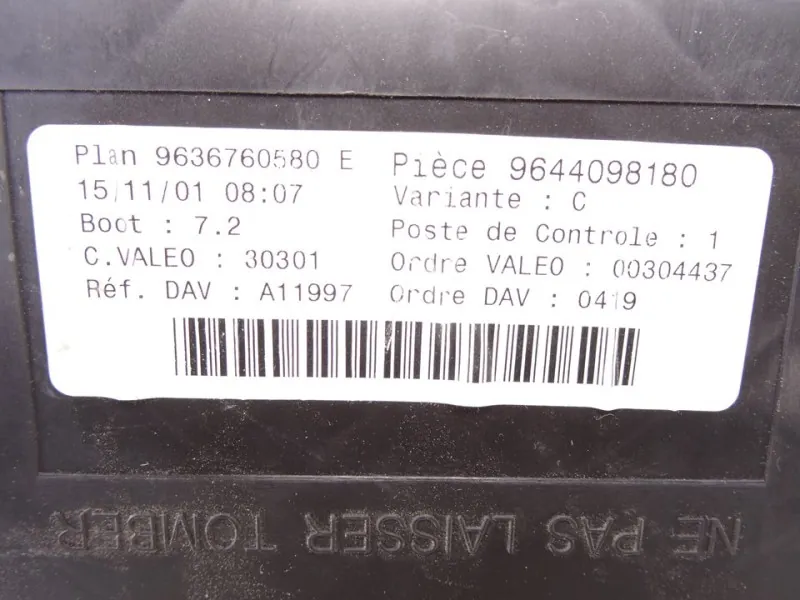 Plan 9636760580 E
15/11/01 08:07
Boot : 7.2
C.VALEO : 30301
Réf. DAV : A11997
Pièce 9644098180
Variante : C
Poste de Controle : 1
Ordre VALEO : 00304437
Ordre DAV : 0419
NE PAS LAISSER TOMBER